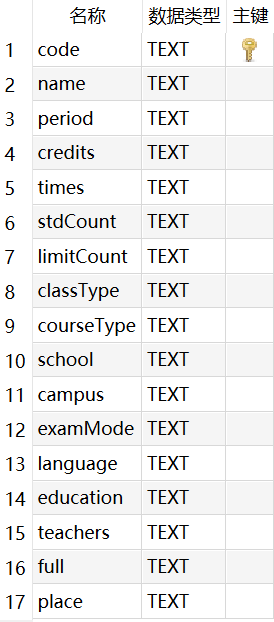 名称 数据类型 主键
1 code TEXT
2 name TEXT
3 period TEXT
4 credits TEXT
5 times TEXT
6 stdCount TEXT
7 limitCount TEXT
8 classType TEXT
9 courseType TEXT
10 school TEXT
11 campus TEXT
12 examMode TEXT
13 language TEXT
14 education TEXT
15 teachers TEXT
16 full TEXT
17 place TEXT